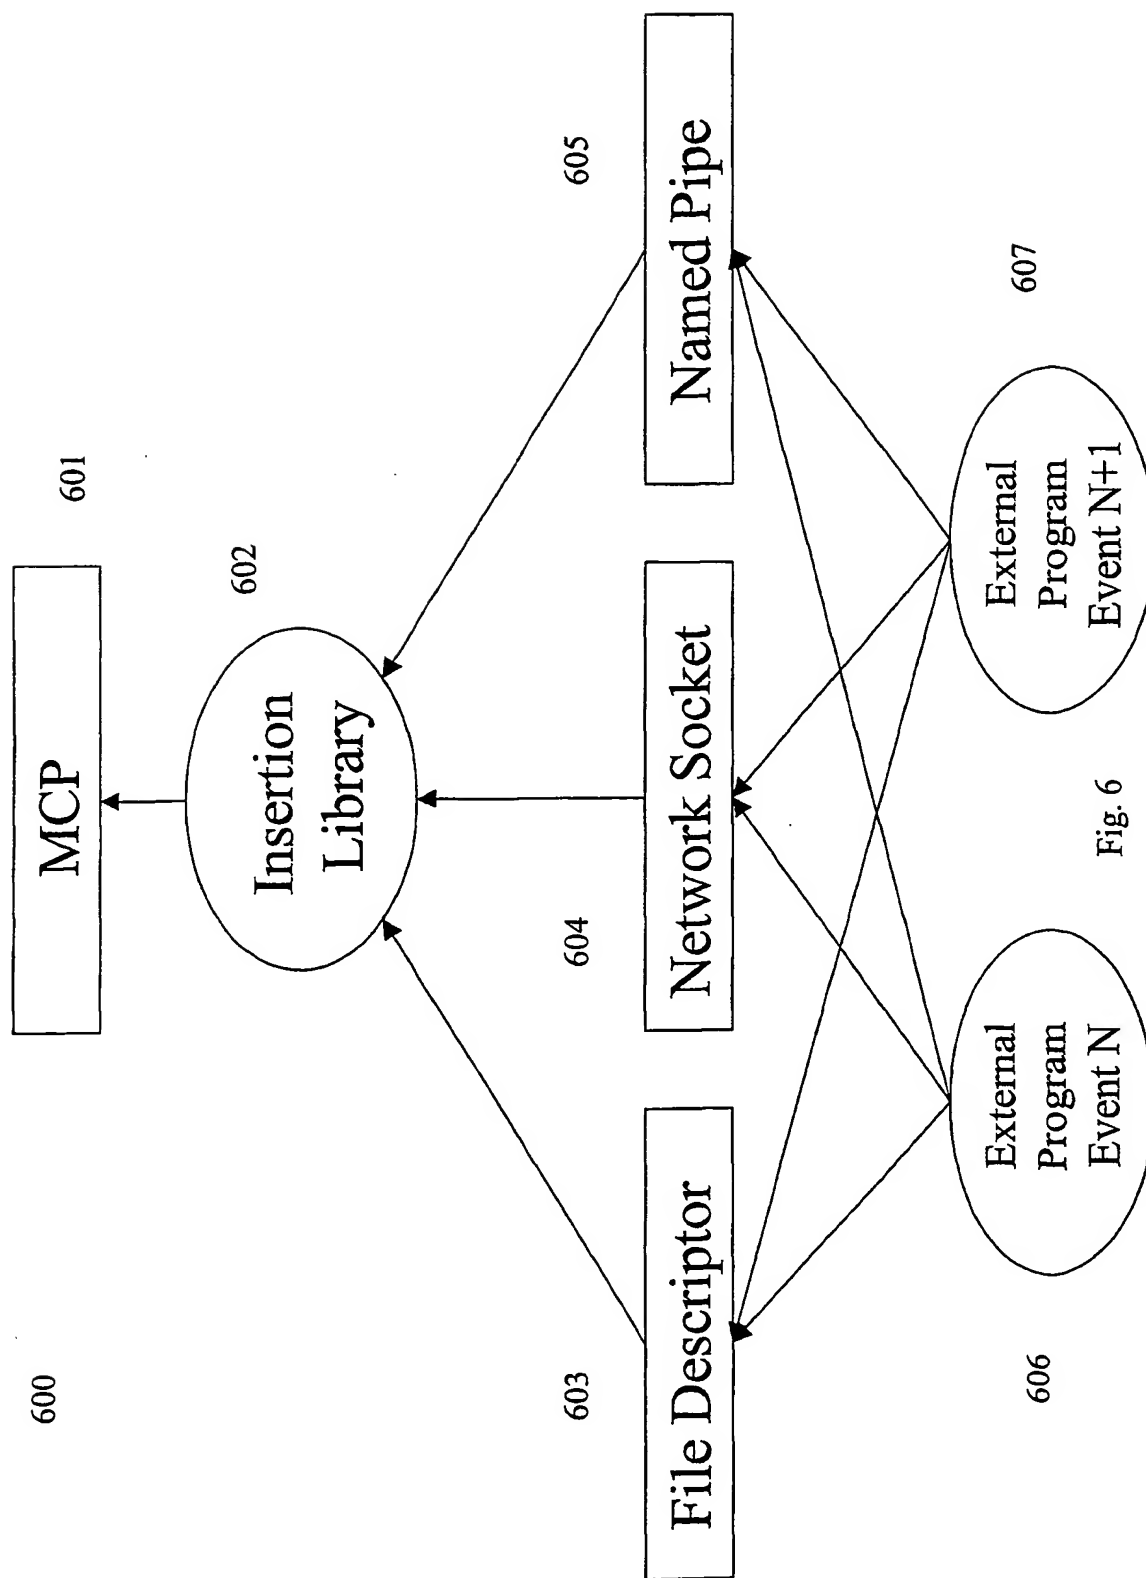 600
601
MCP
602
Insertion
Library
603
604
605
File Descriptor
Network Socket
Named Pipe
606
External
Program
Event N
External
Program
Event N+1
607
Fig. 6